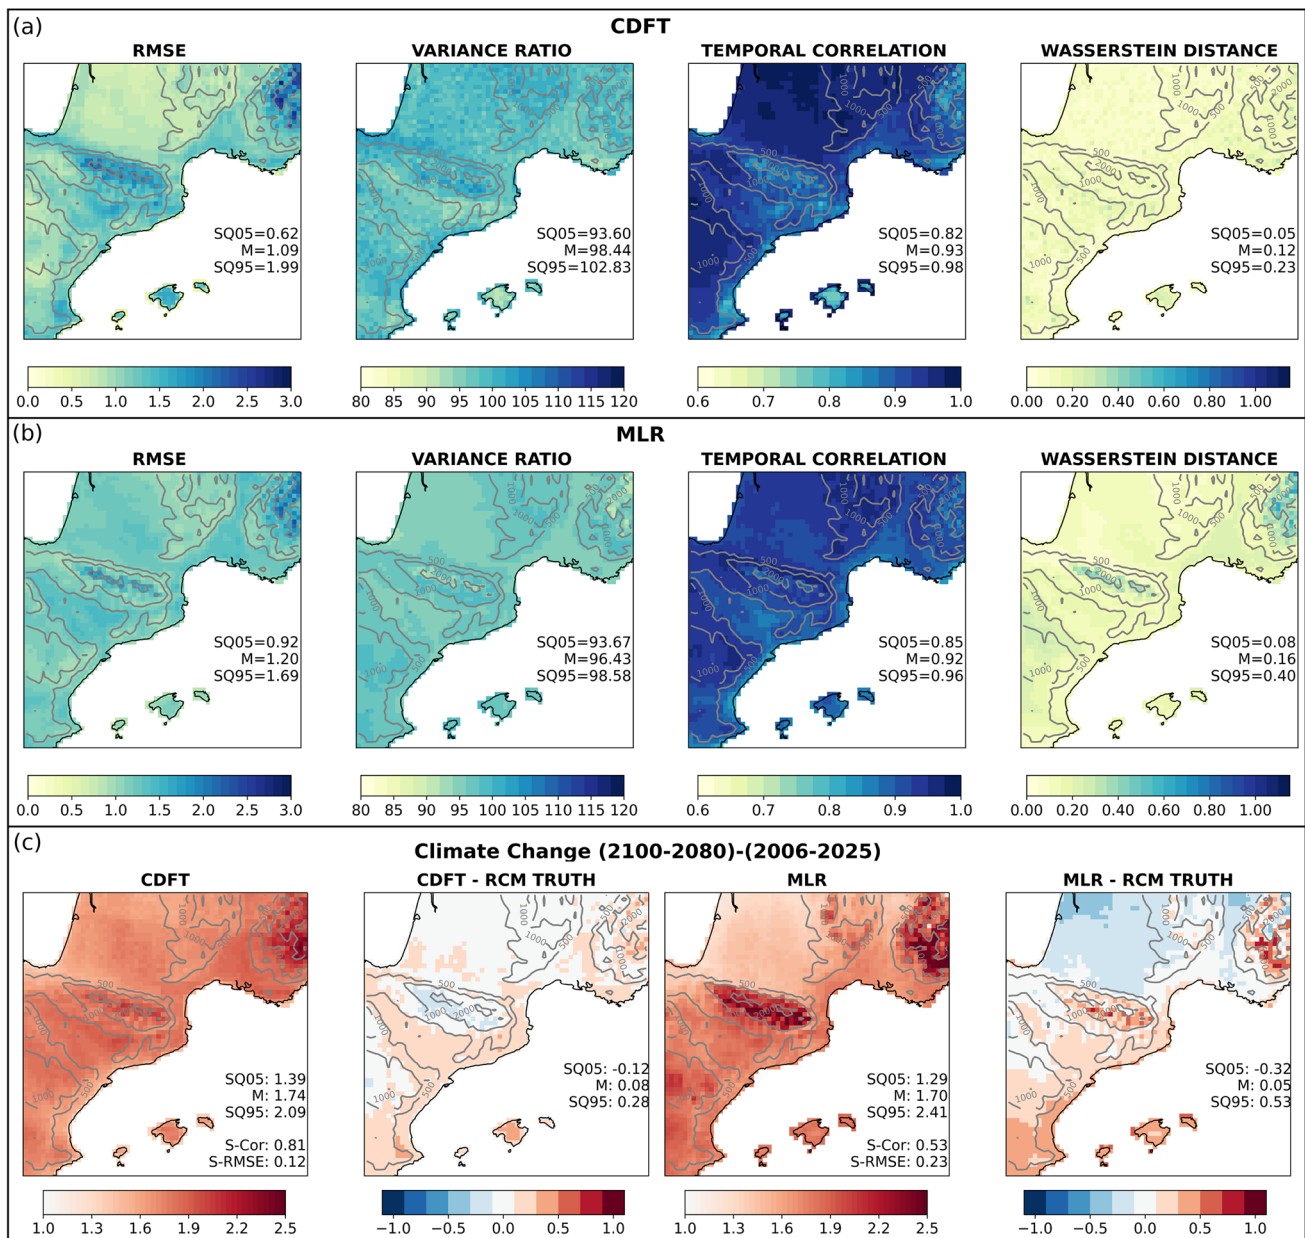 (a)
CDFT
RMSE VARIANCE RATIO TEMPORAL CORRELATION WASSERSTEIN DISTANCE
SQ05=0.62
M=1.09
SQ95=1.99
SQ05=93.60
M=98.44
SQ95=102.83
SQ05=0.82
M=0.93
SQ95=0.98
SQ05=0.05
M=0.12
SQ95=0.23
0.0 0.5 1.0 1.5 2.0 2.5 3.0
80 85 90 95 100 105 110 115 120
0.6 0.7 0.8 0.9 1.0
0.00 0.20 0.40 0.60 0.80 1.00
(b)
MLR
RMSE VARIANCE RATIO TEMPORAL CORRELATION WASSERSTEIN DISTANCE
SQ05=0.92
M=1.20
SQ95=1.69
SQ05=93.67
M=96.43
SQ95=98.58
SQ05=0.85
M=0.92
SQ95=0.96
SQ05=0.08
M=0.16
SQ95=0.40
0.0 0.5 1.0 1.5 2.0 2.5 3.0
80 85 90 95 100 105 110 115 120
0.6 0.7 0.8 0.9 1.0
0.00 0.20 0.40 0.60 0.80 1.00
(c)
Climate Change (2100-2080)-(2006-2025)
CDFT CDFT - RCM TRUTH MLR MLR - RCM TRUTH
SQ05: 1.39
M: 1.74
SQ95: 2.09
S-Cor: 0.81
S-RMSE: 0.12
SQ05: -0.12
M: 0.08
SQ95: 0.28
SQ05: 1.29
M: 1.70
SQ95: 2.41
S-Cor: 0.53
S-RMSE: 0.23
SQ05: -0.32
M: 0.05
SQ95: 0.53
1.0 1.3 1.6 1.9 2.2 2.5
−1.0 −0.5 0.0 0.5 1.0
1.0 1.3 1.6 1.9 2.2 2.5
−1.0 −0.5 0.0 0.5 1.0